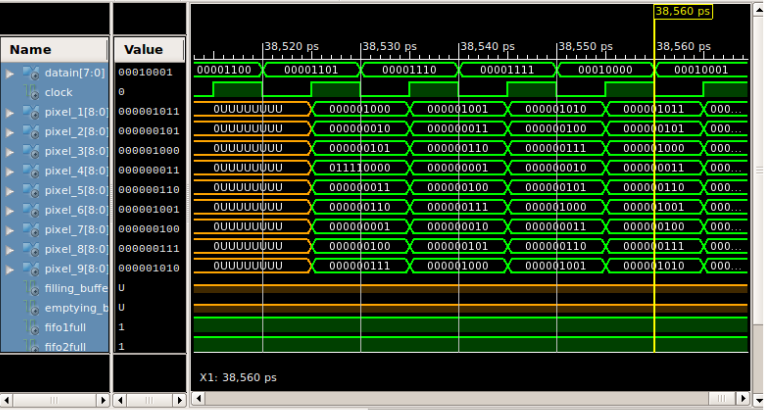 38,560 ps
Name Value
38,520 ps 38,530 ps 38,540 ps 38,550 ps 38,560 ps
datain[7:0] 00010001 00001100 00001101 00001110 00001111 00010000 00010001
clock 0
pixel_1[8:0] 000001011 0UUUUUUUU 000001000 000001001 000001010 000001011 000...
pixel_2[8:0] 000000101 0UUUUUUUU 000000010 000000011 000000100 000000101 000...
pixel_3[8:0] 000001000 0UUUUUUUU 000000101 000000110 000000111 000001000 000...
pixel_4[8:0] 000000011 0UUUUUUUU 011110000 000000001 000000010 000000011 000...
pixel_5[8:0] 000000110 0UUUUUUUU 000000011 000000100 000000101 000000110 000...
pixel_6[8:0] 000001001 0UUUUUUUU 000000110 000000111 000001000 000001001 000...
pixel_7[8:0] 000000100 0UUUUUUUU 000000001 000000010 000000011 000000100 000...
pixel_8[8:0] 000000111 0UUUUUUUU 000000100 000000101 000000110 000000111 000...
pixel_9[8:0] 000001010 0UUUUUUUU 000000111 000001000 000001001 000001010 000...
filling_buffe U
emptying_b U
fifo1full 1
fifo2full 1
X1: 38,560 ps